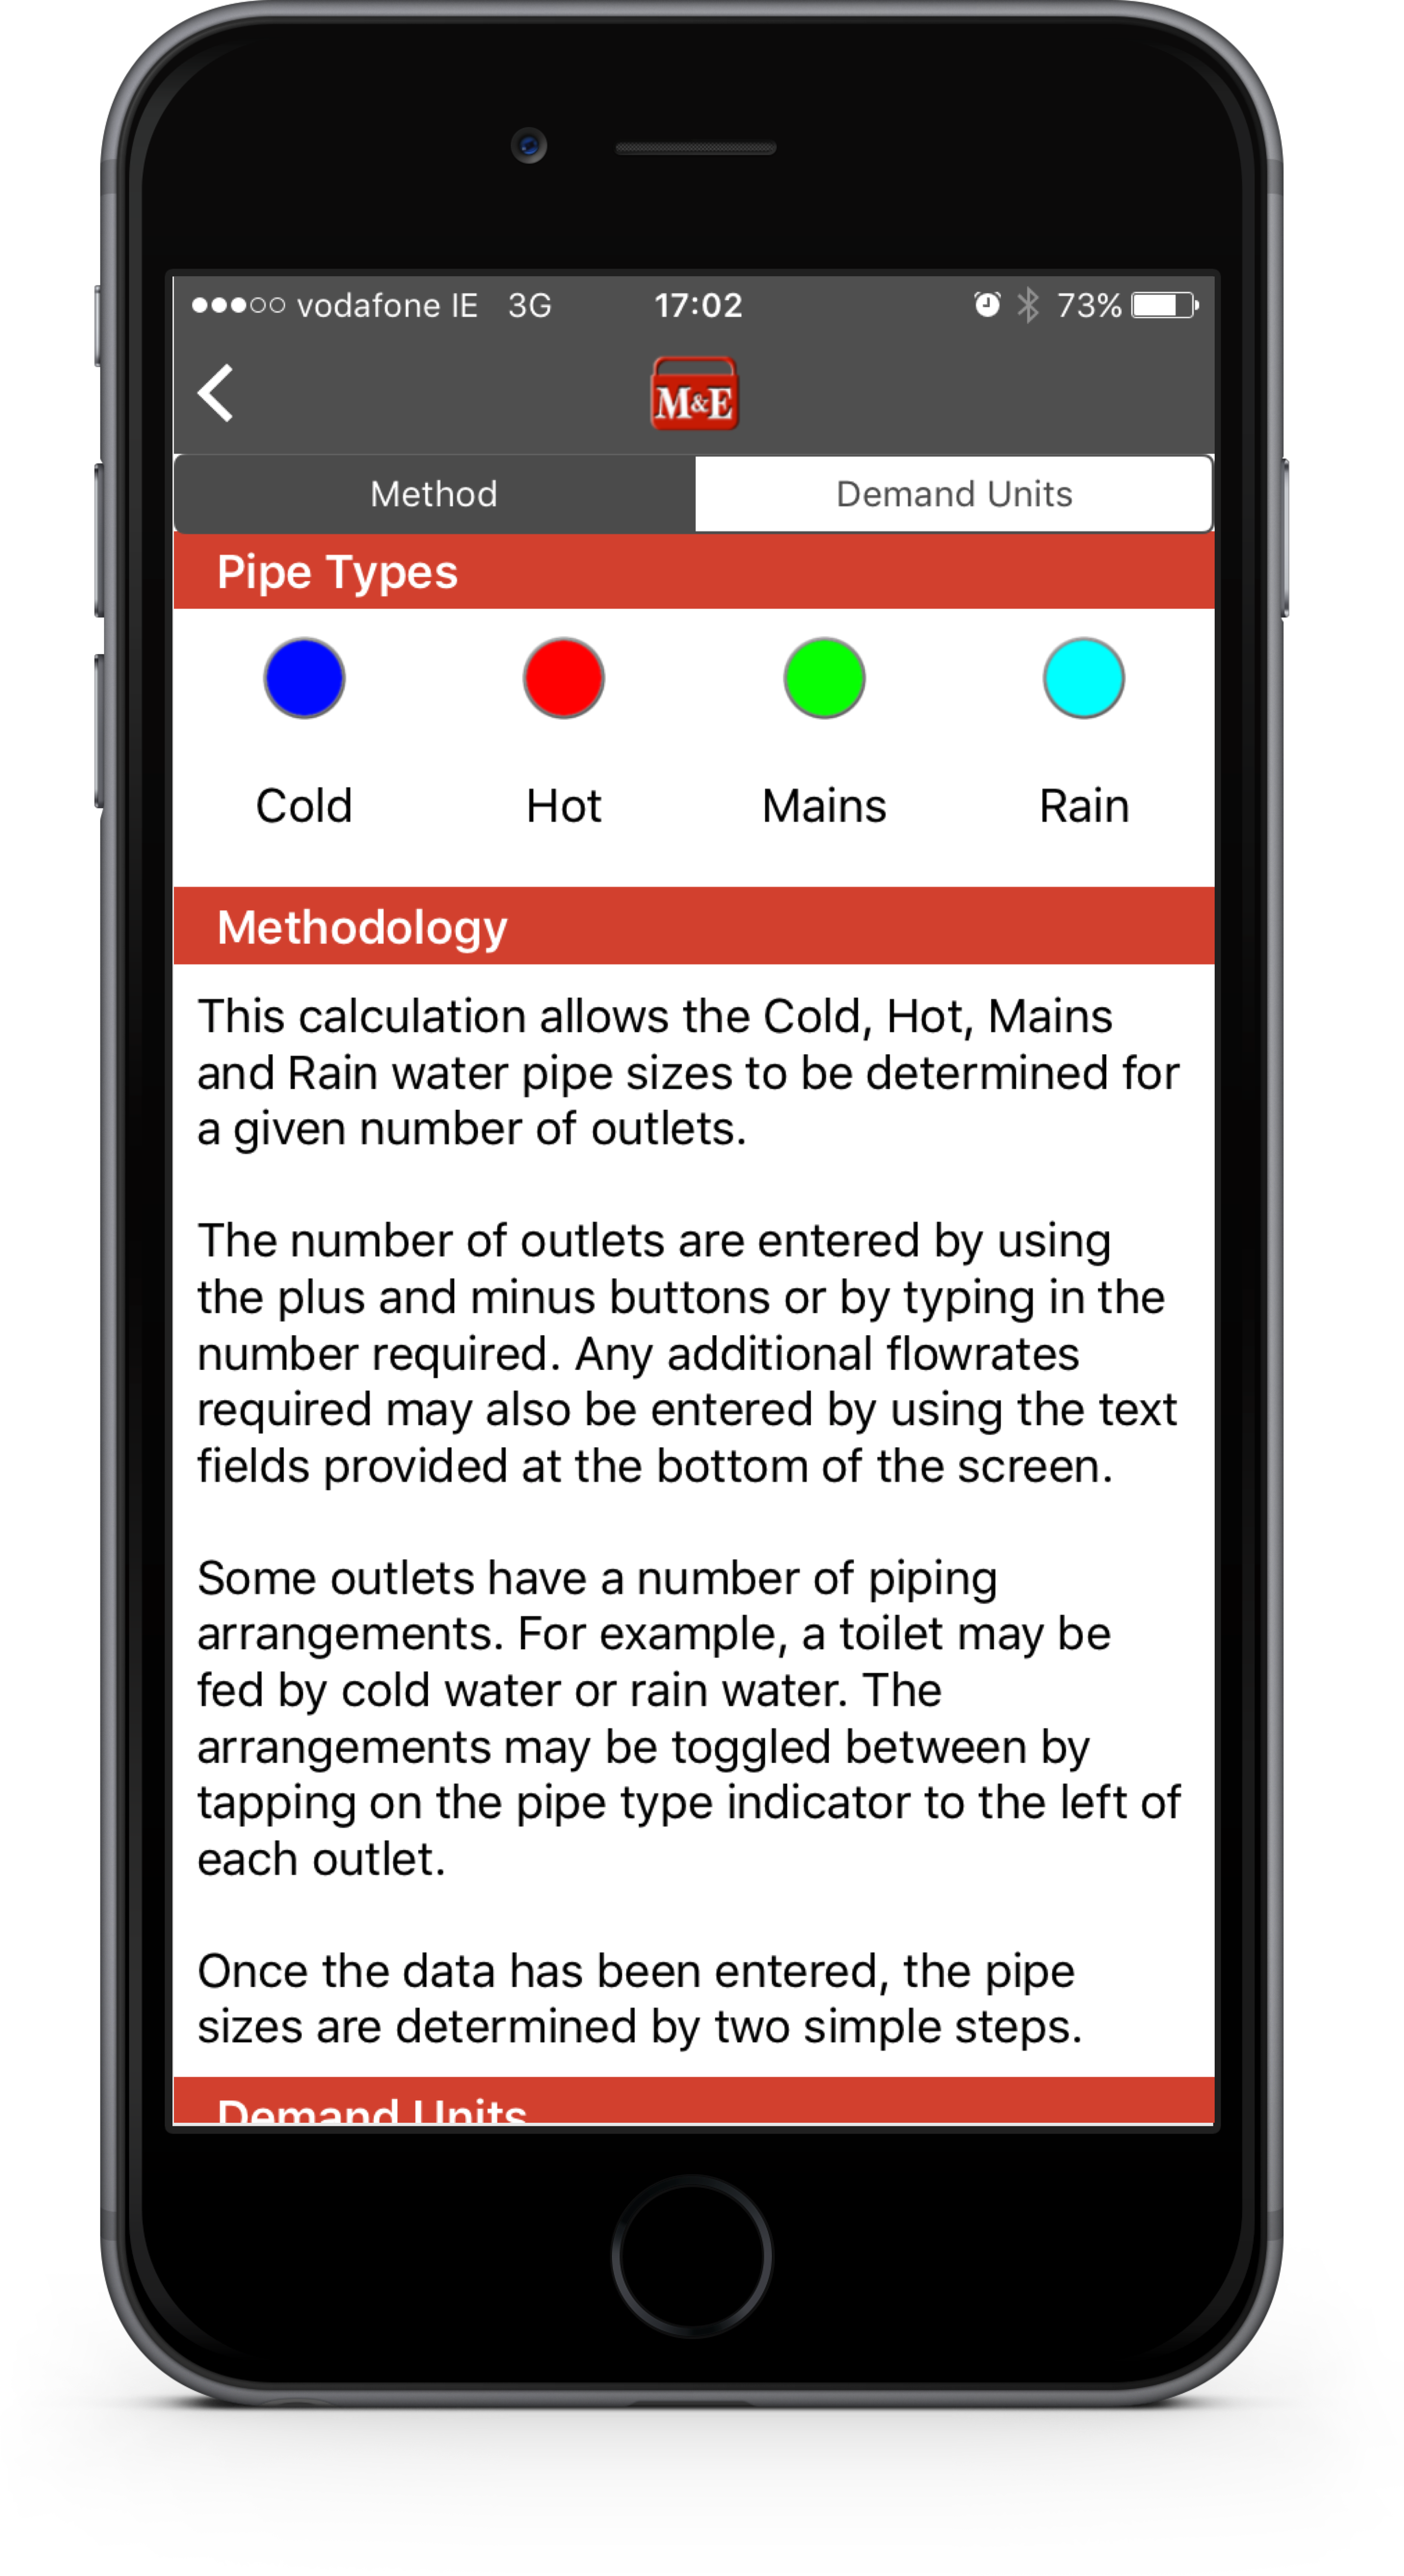 vodafone IE 3G 17:02 73%
M&E
Method Demand Units
Pipe Types
Cold Hot Mains Rain
Methodology
This calculation allows the Cold, Hot, Mains
and Rain water pipe sizes to be determined for
a given number of outlets.
The number of outlets are entered by using
the plus and minus buttons or by typing in the
number required. Any additional flowrates
required may also be entered by using the text
fields provided at the bottom of the screen.
Some outlets have a number of piping
arrangements. For example, a toilet may be
fed by cold water or rain water. The
arrangements may be toggled between by
tapping on the pipe type indicator to the left of
each outlet.
Once the data has been entered, the pipe
sizes are determined by two simple steps.
Demand Units